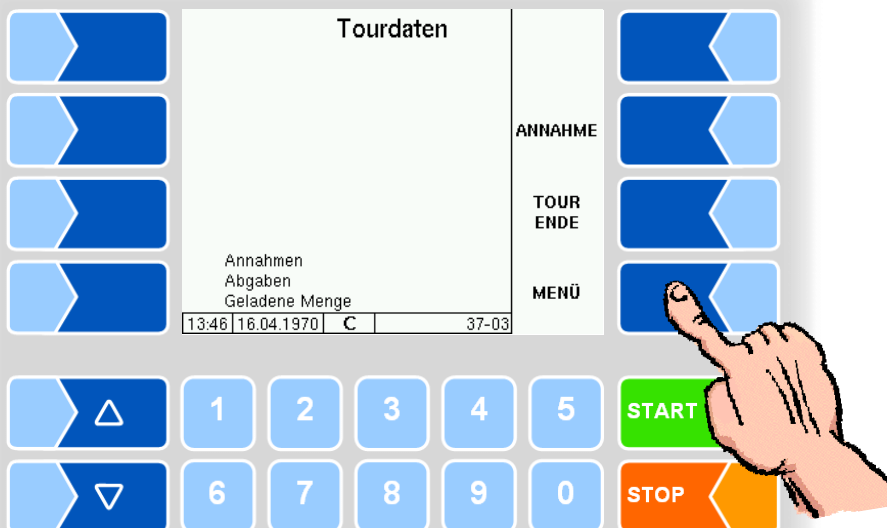 Tourdaten
ANNAHME
TOUR
ENDE
Annahmen
Abgaben
Geladene Menge
MENÜ
13:46 16.04.1970 C 37-03
1 2 3 4 5 START
6 7 8 9 0 STOP